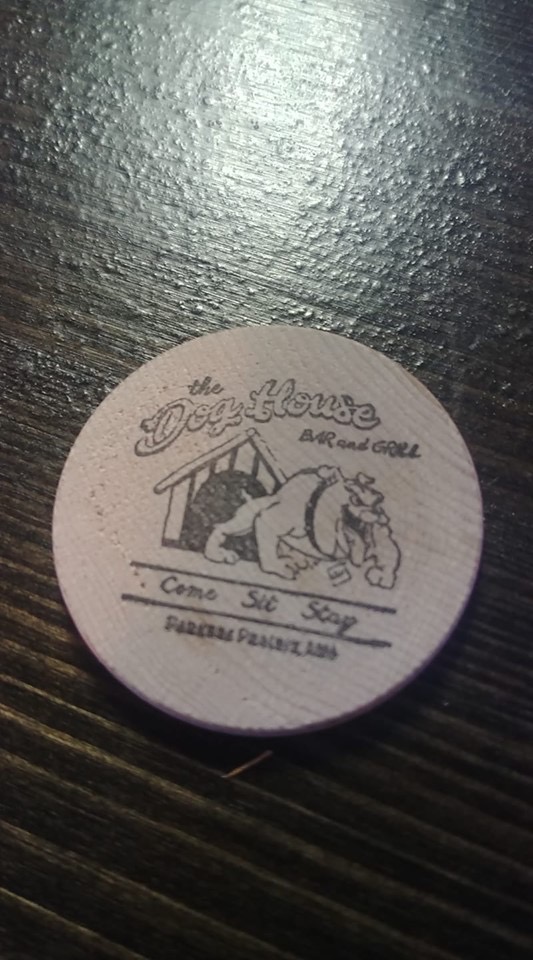 the
Dog House
BAR and GRILL
Come Sit Stay
Parkers Prairie, MN